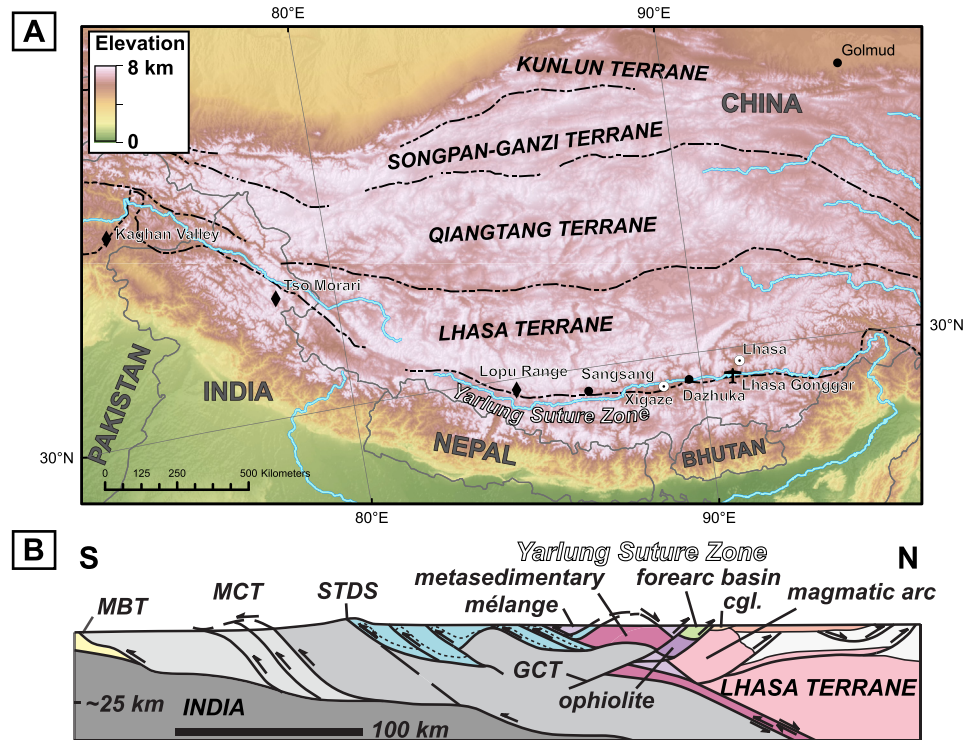 A
80°E
90°E
Elevation
8 km
0
Golmud
KUNLUN TERRANE
CHINA
SONGPAN-GANZI TERRANE
QIANGTANG TERRANE
Kaghan Valley
Tso Morari
LHASA TERRANE
30°N
Lhasa
Lopu Range
Sangsang
Xigaze
Dazhuka
Lhasa Gonggar
Yarlung Suture Zone
PAKISTAN
INDIA
NEPAL
BHUTAN
30°N
0 125 250 500 Kilometers
80°E
90°E
B
S
Yarlung Suture Zone
N
metasedimentary
mélange
forearc basin
cgl.
magmatic arc
MBT
MCT
STDS
GCT
ophiolite
LHASA TERRANE
~25 km
INDIA
100 km